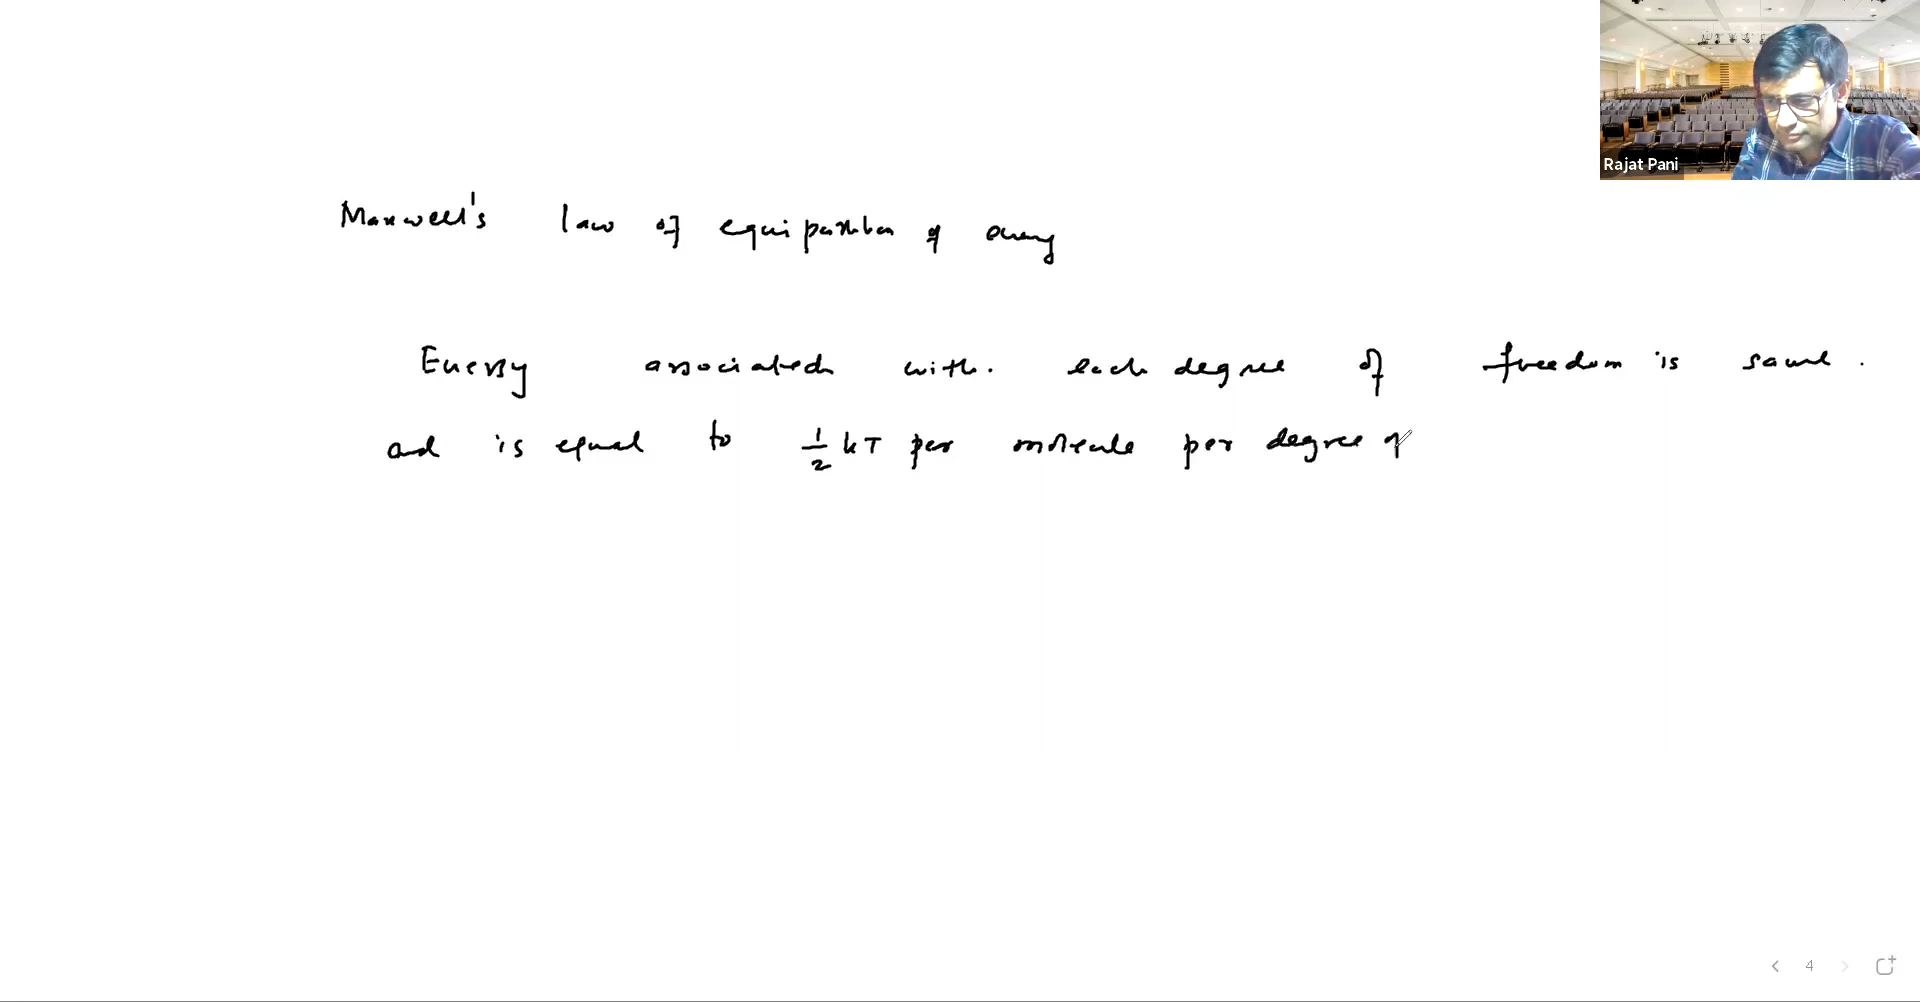 Rajat Pani
Maxwell's law of equipartition of energy
Energy associated with. each degree of freedom is same.
and is equal to 1/2 kT per molecule per degree of
4